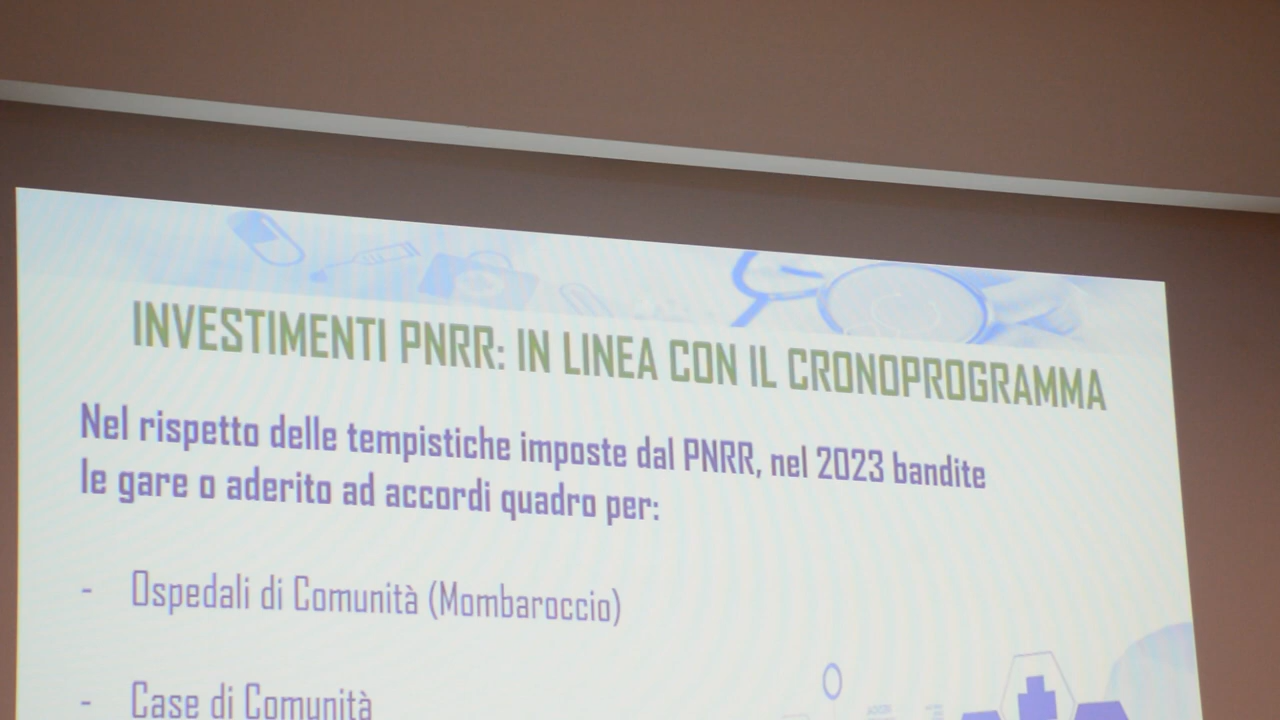 INVESTIMENTI PNRR: IN LINEA CON IL CRONOPROGRAMMA
Nel rispetto delle tempistiche imposte dal PNRR, nel 2023 bandite
le gare o aderito ad accordi quadro per:
- Ospedali di Comunità (Mombaroccio)
- Case di Comunità